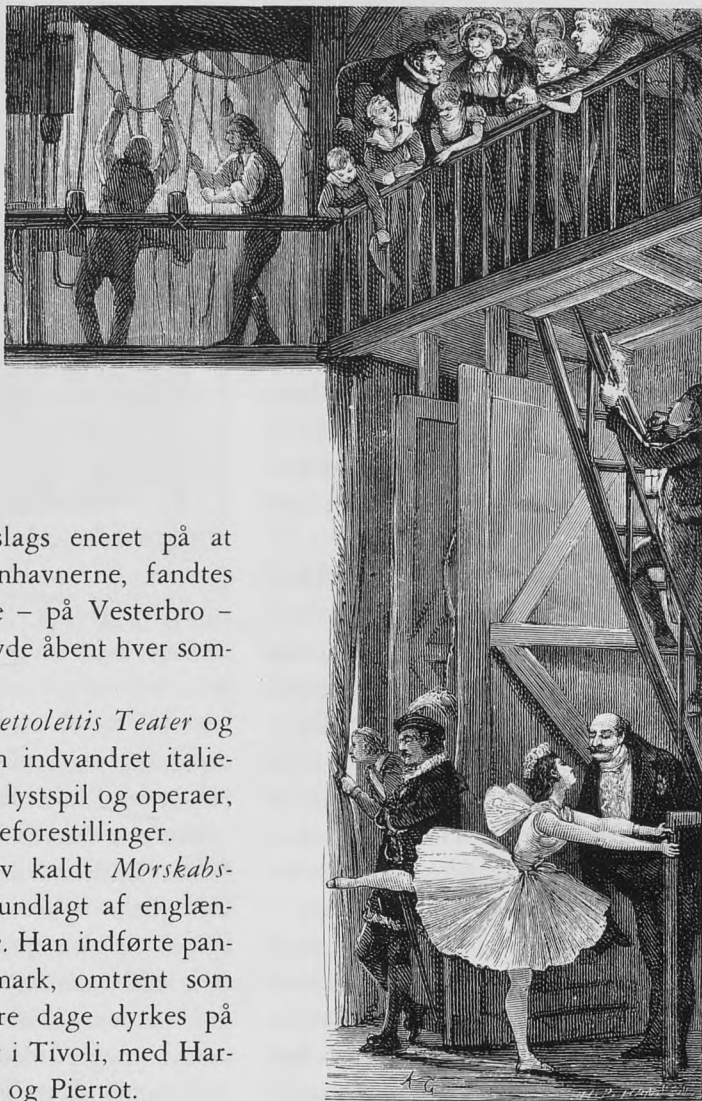 slags eneret på at
nhavnerne, fandtes
e – på Vesterbro –
de åbent hver som-
ettolettis Teater og
n indvandret italie-
lystspil og operaer,
eforestillinger.
v kaldt Morskabs-
undlagt af englæn-
. Han indførte pan-
mark, omtrent som
re dage dyrkes på
i Tivoli, med Har-
og Pierrot.
A G